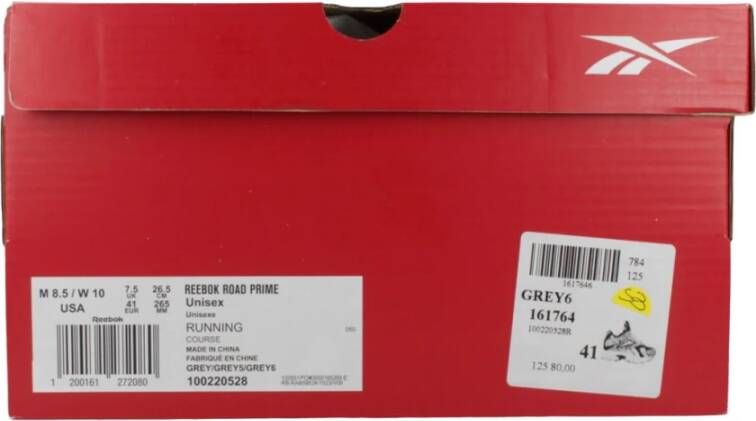 M 8.5 / W 10
USA
7.5
UK
41
EUR
26.5
CM
265
MM
Reebok
1 200161 272080
REEBOK ROAD PRIME
Unisex
Unisexe
RUNNING
COURSE
MADE IN CHINA
FABRIQUÉ EN CHINE
GREY/GREY5/GREY6
100220528
784
125
1617646
GREY6
161764
100220528R
41
125 80,00